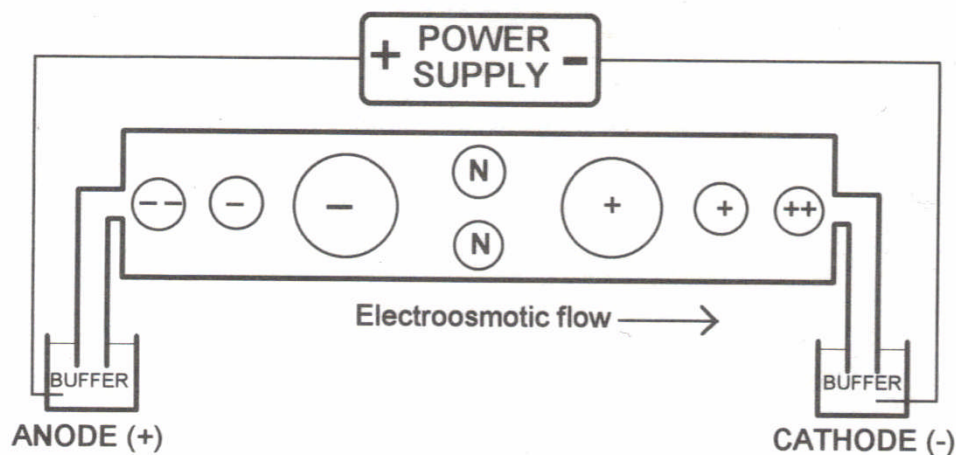 + POWER SUPPLY -
-- - - N N + + ++
Electroosmotic flow →
BUFFER BUFFER
ANODE (+) CATHODE (-)